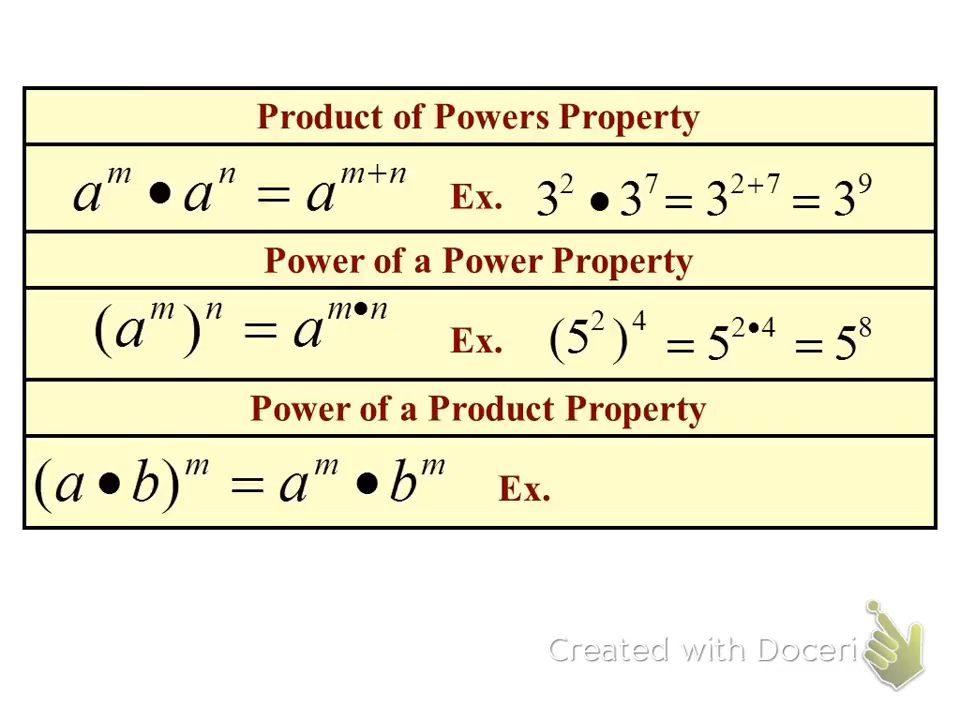 Product of Powers Property
a^m • a^n = a^{m+n} Ex. 3^2 • 3^7 = 3^{2+7} = 3^9
Power of a Power Property
(a^m)^n = a^{m•n} Ex. (5^2)^4 = 5^{2•4} = 5^8
Power of a Product Property
(a • b)^m = a^m • b^m Ex.
Created with Doceri